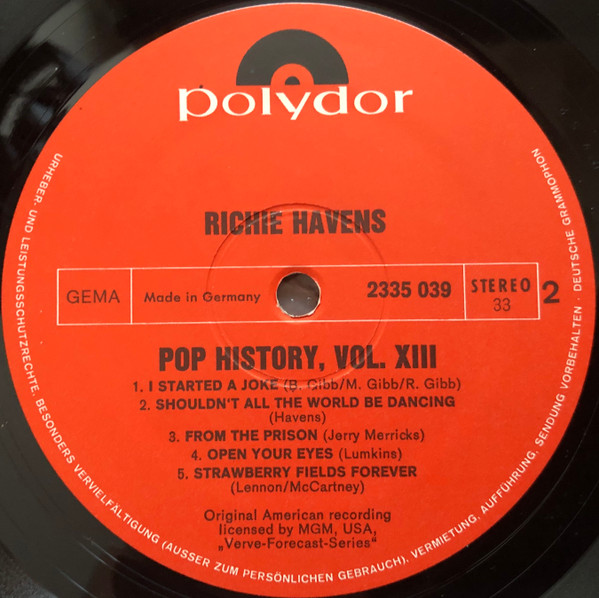 polydor
RICHIE HAVENS
GEMA
Made in Germany
2335 039
STEREO
33
2
POP HISTORY, VOL. XIII
1. I STARTED A JOKE (B. Gibb/M. Gibb/R. Gibb)
2. SHOULDN'T ALL THE WORLD BE DANCING
(Havens)
3. FROM THE PRISON (Jerry Merricks)
4. OPEN YOUR EYES (Lumkins)
5. STRAWBERRY FIELDS FOREVER
(Lennon/McCartney)
Original American recording
licensed by MGM, USA,
„Verve-Forecast-Series“
URHEBER- UND LEISTUNGSSCHUTZRECHTE, BESONDERS VERVIELFÄLTIGUNG (AUSSER ZUM PERSÖNLICHEN GEBRAUCH), VERMIETUNG, AUFFÜHRUNG, SENDUNG VORBEHALTEN · DEUTSCHE GRAMMOPHON